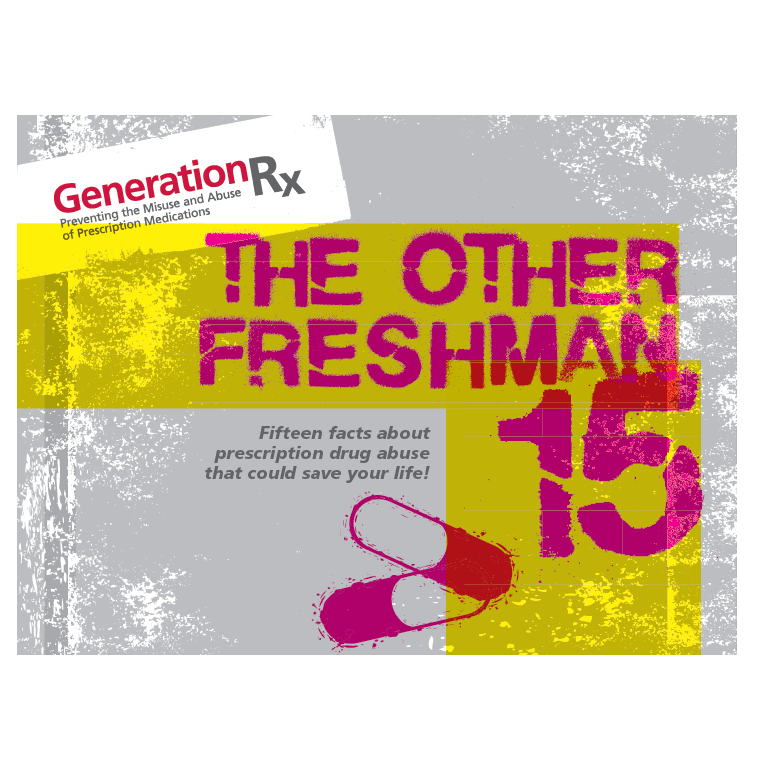 GenerationRx
Preventing the Misuse and Abuse
of Prescription Medications
THE OTHER
FRESHMAN
15
Fifteen facts about
prescription drug abuse
that could save your life!